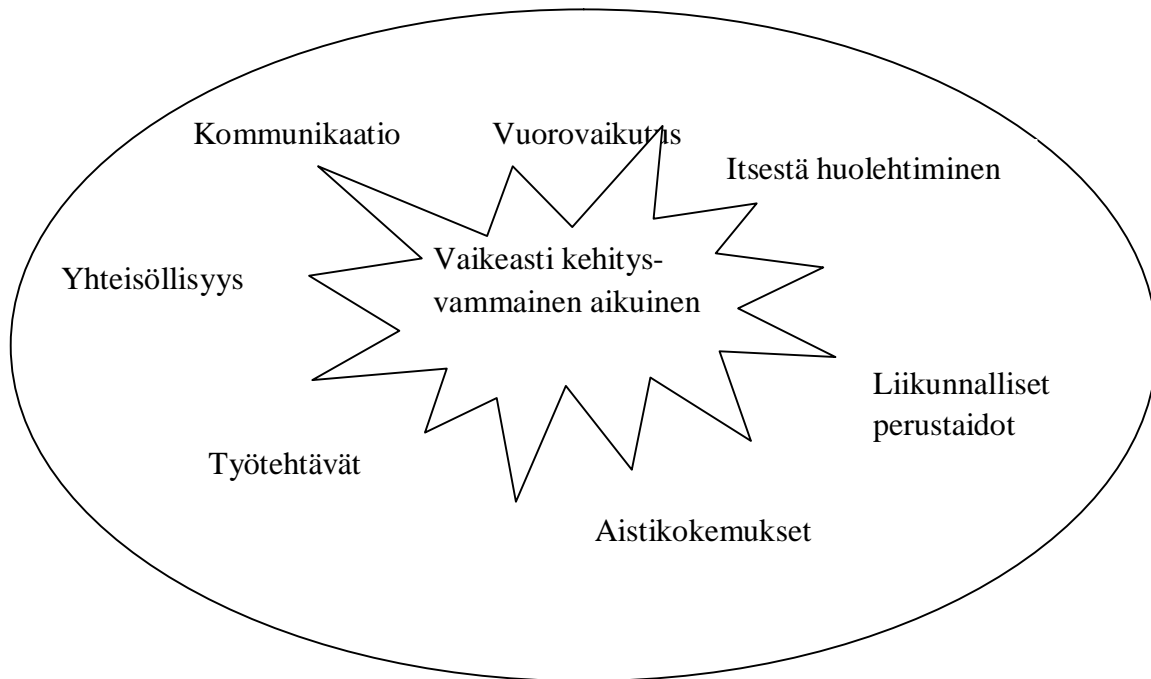 Kommunikaatio
Vuorovaikutus
Itsestä huolehtiminen
Vaikeasti kehitys-
vammainen aikuinen
Yhteisöllisyys
Liikunnalliset
perustaidot
Työtehtävät
Aistikokemukset